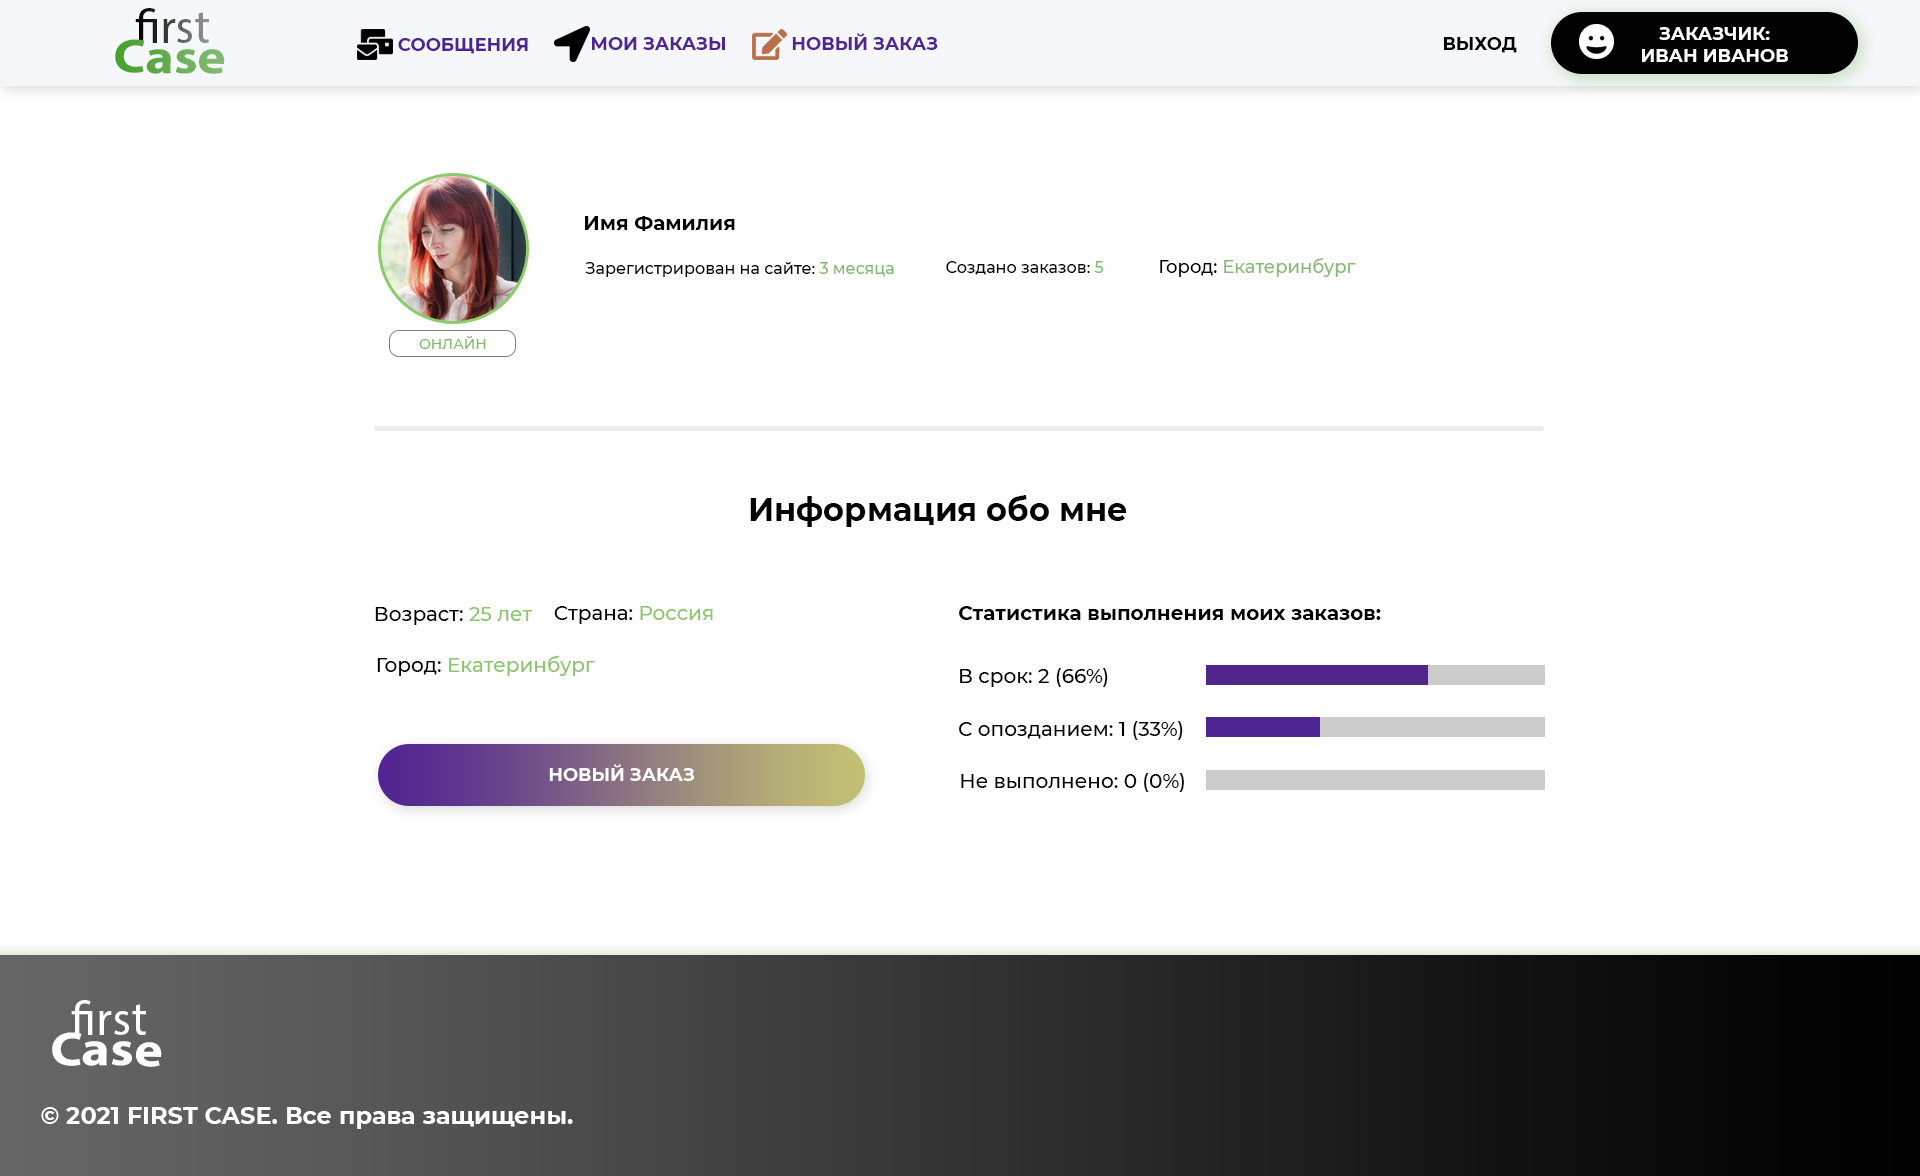 first
Case
СООБЩЕНИЯ
МОИ ЗАКАЗЫ
НОВЫЙ ЗАКАЗ
ВЫХОД
ЗАКАЗЧИК:
ИВАН ИВАНОВ
Имя Фамилия
Зарегистрирован на сайте: 3 месяца
Создано заказов: 5
Город: Екатеринбург
ОНЛАЙН
Информация обо мне
Возраст: 25 лет
Страна: Россия
Город: Екатеринбург
НОВЫЙ ЗАКАЗ
Статистика выполнения моих заказов:
В срок: 2 (66%)
С опозданием: 1 (33%)
Не выполнено: 0 (0%)
first
Case
© 2021 FIRST CASE. Все права защищены.